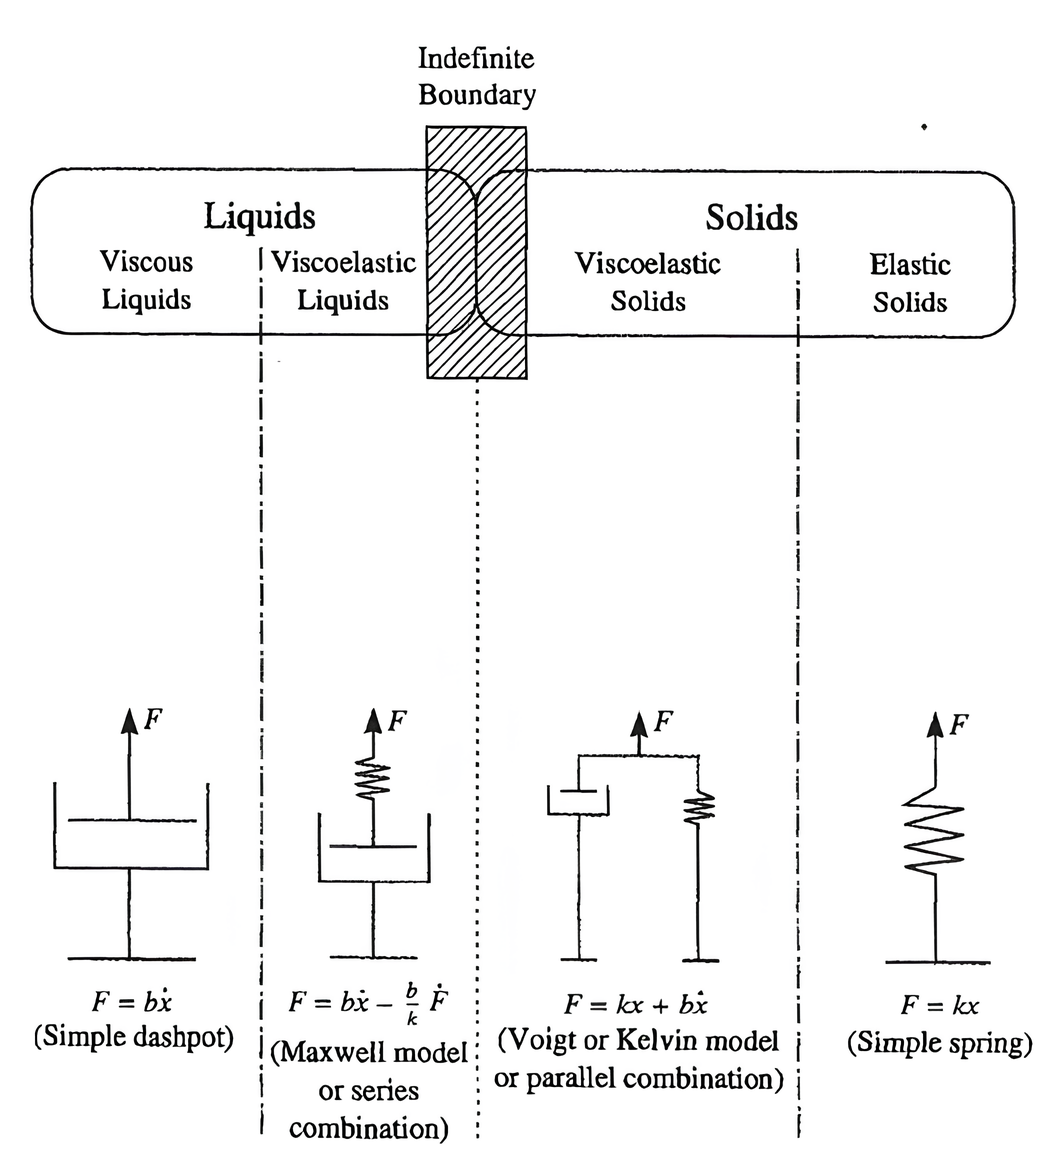 Indefinite
Boundary
Liquids
Solids
Viscous
Liquids
Viscoelastic
Liquids
Viscoelastic
Solids
Elastic
Solids
F
F
F
F
F = bẋ
(Simple dashpot)
F = bẋ − b/k Ḟ
(Maxwell model
or series
combination)
F = kx + bẋ
(Voigt or Kelvin model
or parallel combination)
F = kx
(Simple spring)